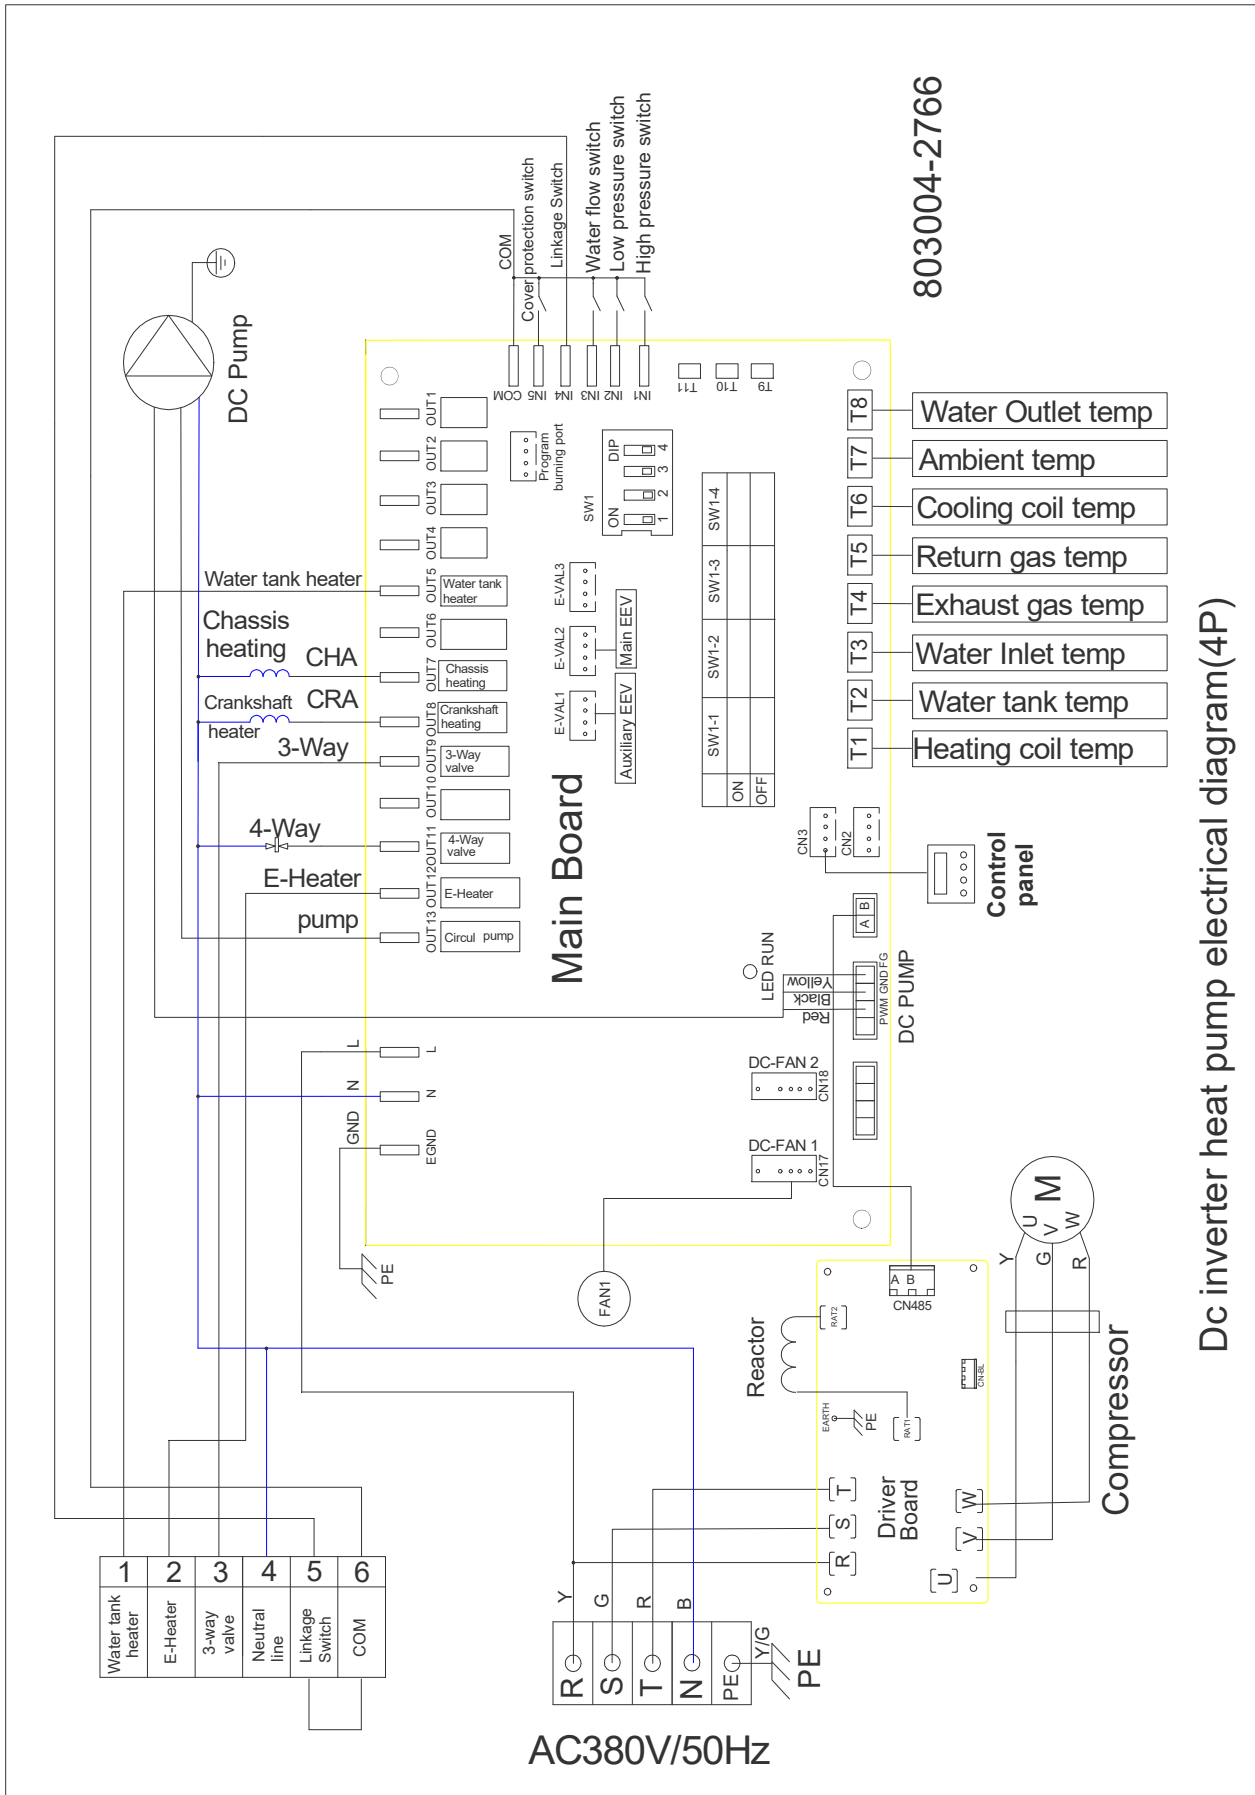 Dc inverter heat pump electrical diagram(4P)
803004-2766
DC Pump
COM
Cover protection switch
Linkage Switch
Water flow switch
Low pressure switch
High pressure switch
COM
IN5
IN4
IN3
IN2
IN1
T11
T10
T9
OUT1
OUT2
OUT3
OUT4
OUT5
OUT6
OUT7
OUT8
OUT9
OUT10
OUT11
OUT12
OUT13
Water tank
heater
Chassis
heating
Crankshaft
heating
3-Way
valve
4-Way
valve
E-Heater
Circul pump
Water tank heater
Chassis
heating
CHA
Crankshaft
heater
CRA
3-Way
4-Way
E-Heater
pump
L
N
GND
L
N
EGND
PE
Program
burning port
SW1
ON
DIP
1
2
3
4
E-VAL3
E-VAL2
E-VAL1
Main EEV
Auxiliary EEV
SW1-1
SW1-2
SW1-3
SW1-4
ON
OFF
Main Board
T8
Water Outlet temp
T7
Ambient temp
T6
Cooling coil temp
T5
Return gas temp
T4
Exhaust gas temp
T3
Water Inlet temp
T2
Water tank temp
T1
Heating coil temp
CN3
CN2
Control
panel
A B
LED RUN
Yellow
Black
Red
PWM GND FG
DC PUMP
DC-FAN 2
CN18
DC-FAN 1
CN17
FAN1
A B
CN485
Reactor
RAT2
RAT1
EARTH
PE
CN-BL
Driver
Board
R
S
T
U
V
W
Y
G
R
U
V
W
M
Compressor
1
2
3
4
5
6
Water tank
heater
E-Heater
3-way
valve
Neutral
line
Linkage
Switch
COM
Y
G
R
B
Y/G
R
S
T
N
PE
PE
AC380V/50Hz